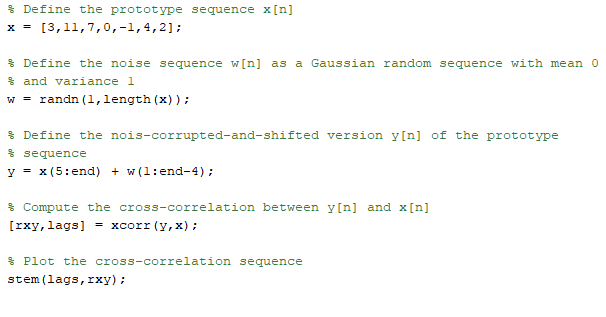 % Define the prototype sequence x[n]
x = [3,11,7,0,-1,4,2];
% Define the noise sequence w[n] as a Gaussian random sequence with mean 0
% and variance 1
w = randn(1,length(x));
% Define the nois-corrupted-and-shifted version y[n] of the prototype
% sequence
y = x(5:end) + w(1:end-4);
% Compute the cross-correlation between y[n] and x[n]
[rxy,lags] = xcorr(y,x);
% Plot the cross-correlation sequence
stem(lags,rxy);